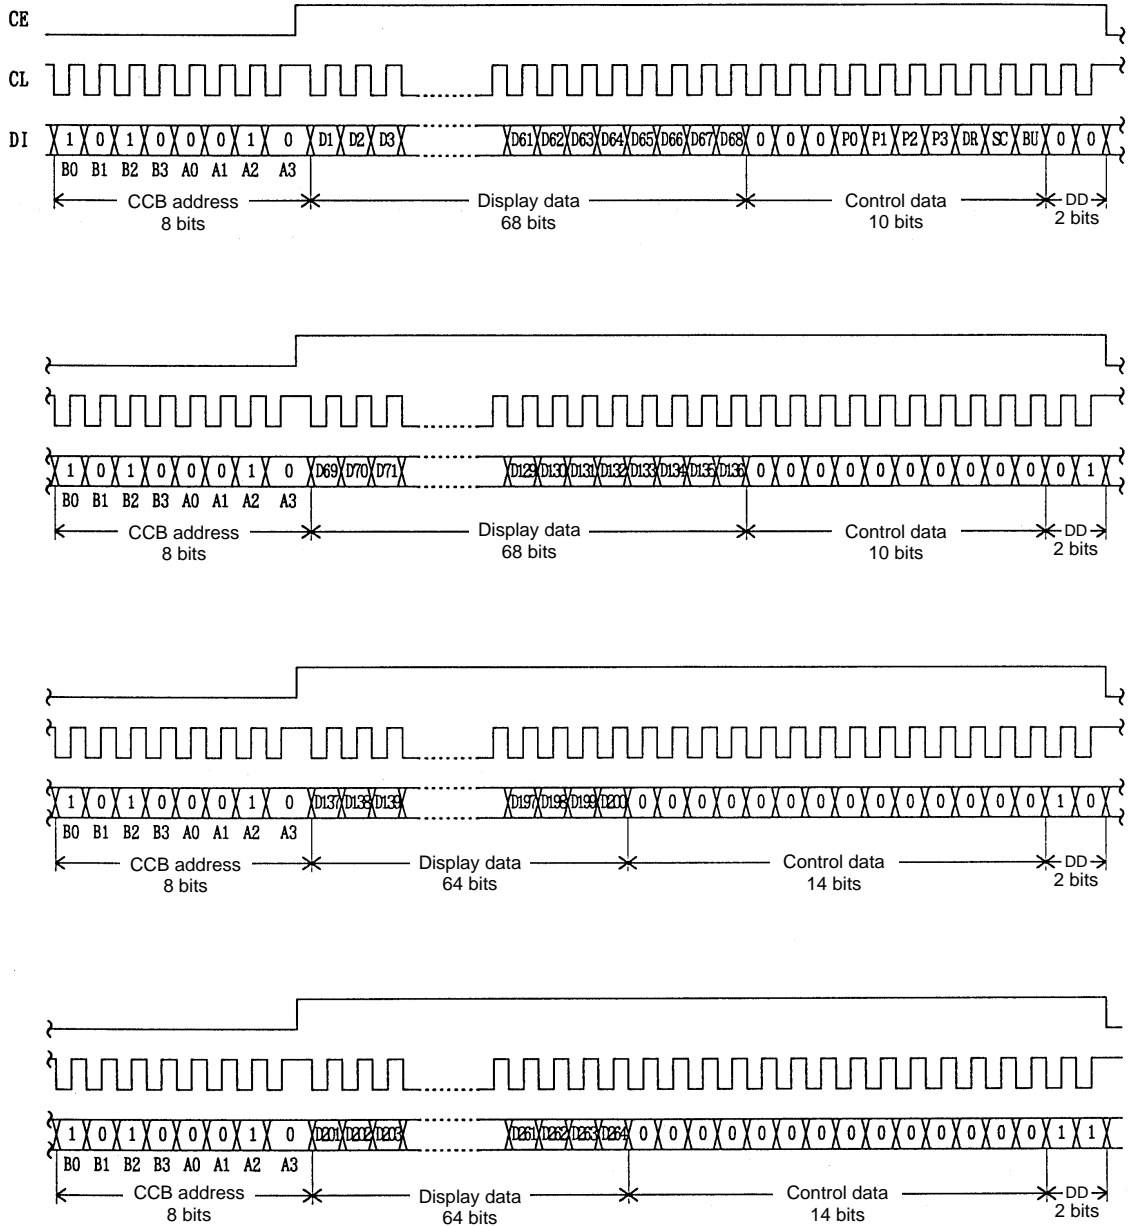 CE
CL
DI 1 0 1 0 0 0 1 0 D1 D2 D3 D61 D62 D63 D64 D65 D66 D67 D68 0 0 0 P0 P1 P2 P3 DR SC BU 0 0
B0 B1 B2 B3 A0 A1 A2 A3
CCB address Display data Control data DD
8 bits 68 bits 10 bits 2 bits
1 0 1 0 0 0 1 0 D69 D70 D71 D129 D130 D131 D132 D133 D134 D135 D136 0 0 0 0 0 0 0 0 0 0 0 1
B0 B1 B2 B3 A0 A1 A2 A3
CCB address Display data Control data DD
8 bits 68 bits 10 bits 2 bits
1 0 1 0 0 0 1 0 D137 D138 D139 D197 D198 D199 D200 0 0 0 0 0 0 0 0 0 0 0 0 0 0 1 0
B0 B1 B2 B3 A0 A1 A2 A3
CCB address Display data Control data DD
8 bits 64 bits 14 bits 2 bits
1 0 1 0 0 0 1 0 D201 D202 D203 D261 D262 D263 D264 0 0 0 0 0 0 0 0 0 0 0 0 0 0 1 1
B0 B1 B2 B3 A0 A1 A2 A3
CCB address Display data Control data DD
8 bits 64 bits 14 bits 2 bits